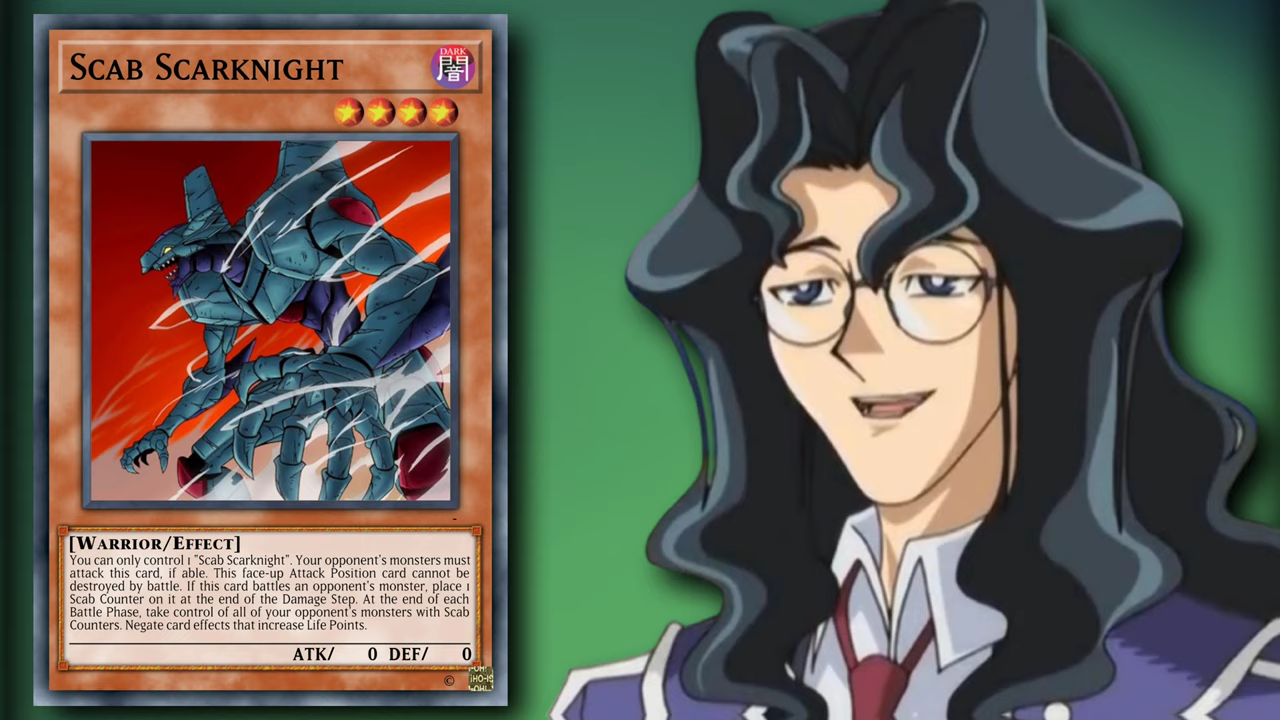 Scab Scarknight
DARK
闇
[Warrior/Effect]
You can only control 1 "Scab Scarknight". Your opponent's monsters must
attack this card, if able. This face-up Attack Position card cannot be
destroyed by battle. If this card battles an opponent's monster, place 1
Scab Counter on it at the end of the Damage Step. At the end of each
Battle Phase, take control of all of your opponent's monsters with Scab
Counters. Negate card effects that increase Life Points.
ATK/ 0 DEF/ 0
©